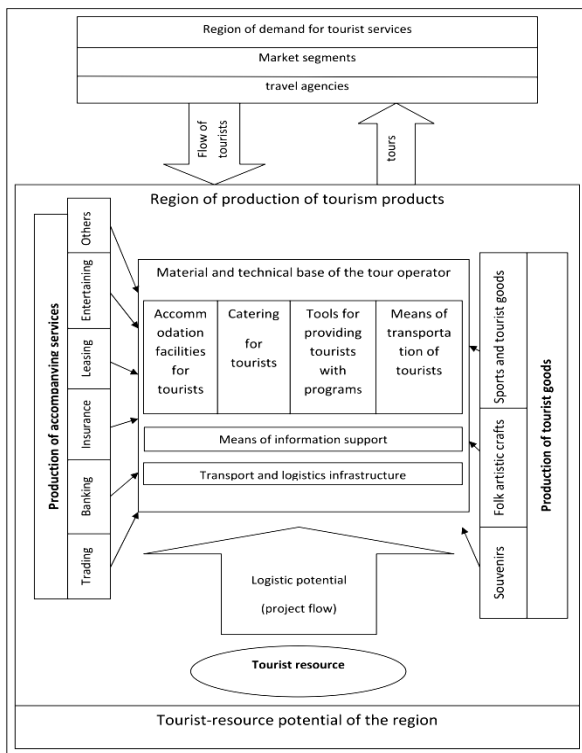 Region of demand for tourist services
Market segments
travel agencies
Flow of
tourists
tours
Region of production of tourism products
Production of accompanying services
Others
Entertaining
Leasing
Insurance
Banking
Trading
Material and technical base of the tour operator
Accomm
odation
facilities
for
tourists
Catering
for
tourists
Tools for
providing
tourists
with
programs
Means of
transporta
tion of
tourists
Means of information support
Transport and logistics infrastructure
Sports and tourist goods
Folk artistic crafts
Souvenirs
Production of tourist goods
Logistic potential
(project flow)
Tourist resource
Tourist-resource potential of the region